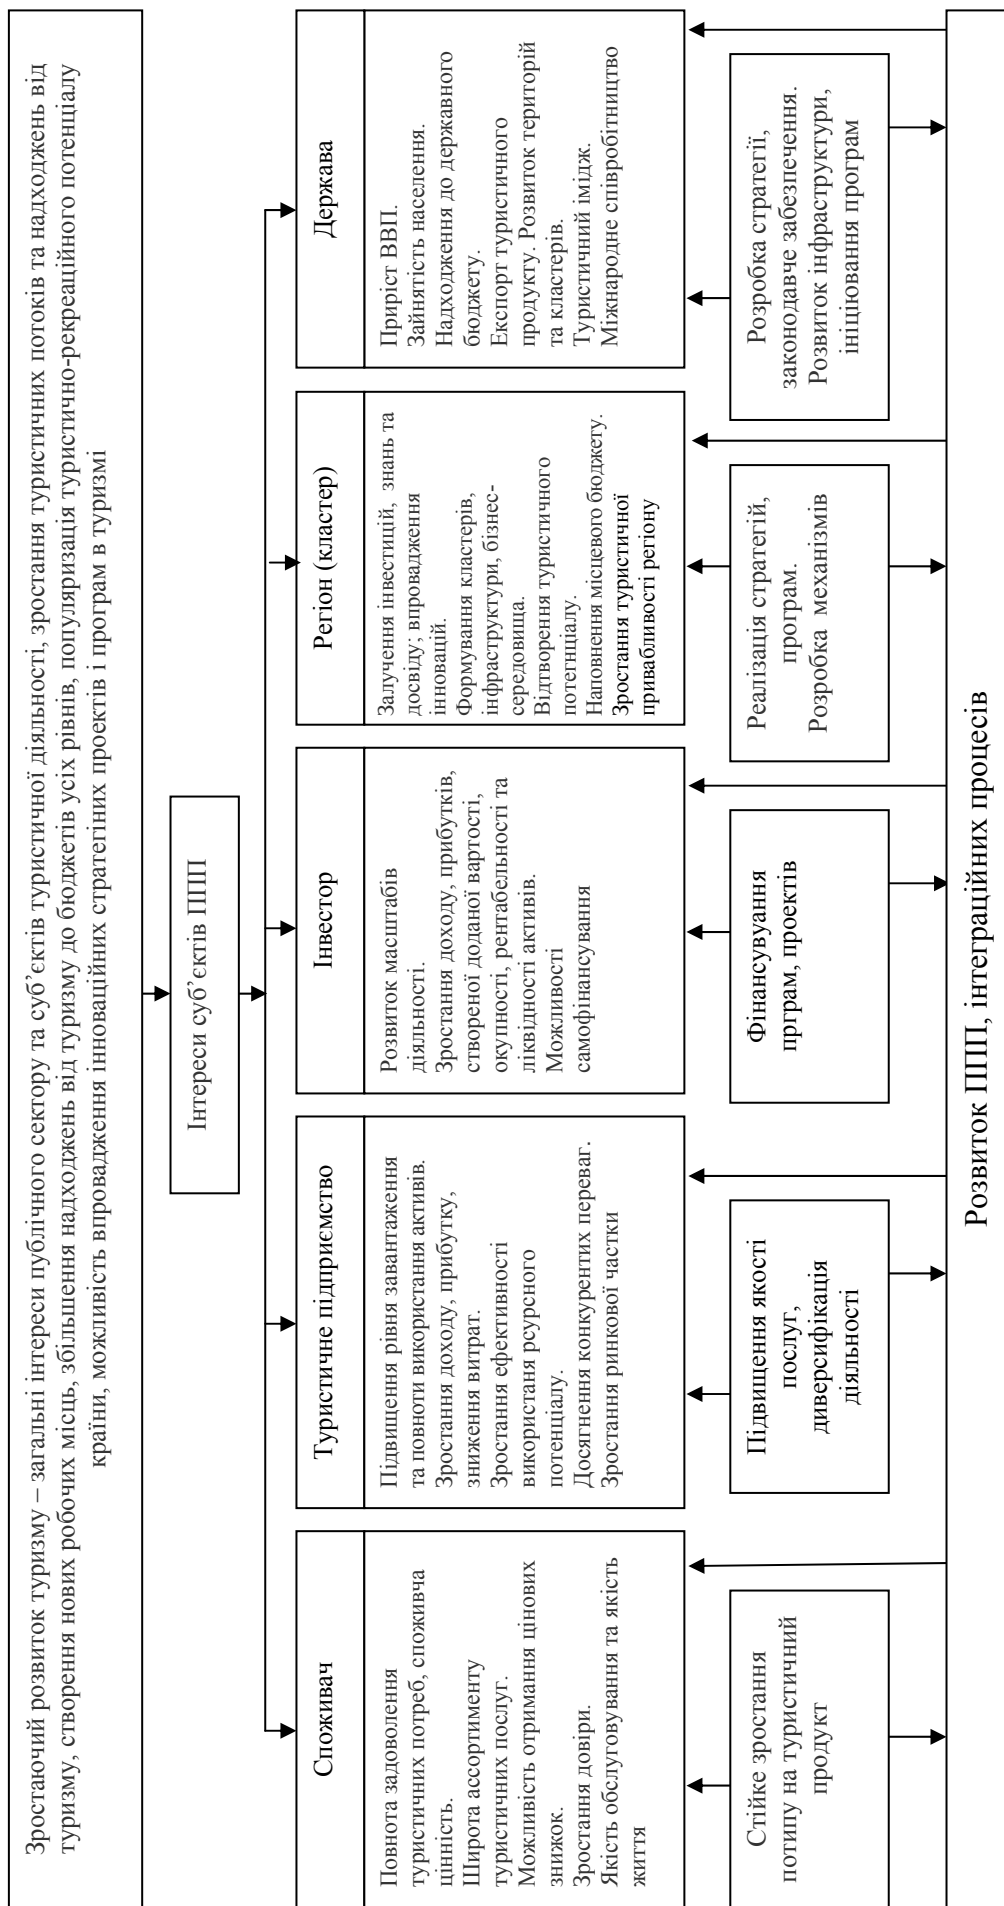 Зростаючий розвиток туризму – загальні інтереси публічного сектору та суб’єктів туристичної діяльності, зростання туристичних потоків та надходжень від
туризму, створення нових робочих місць, збільшення надходжень від туризму до бюджетів усіх рівнів, популяризація туристично-рекреаційного потенціалу
країни, можливість впровадження інноваційних стратегіних проектів і програм в туризмі
Інтереси суб’єктів ППП
Споживач
Повнота задоволення
туристичних потреб, споживча
цінність.
Широта ассортименту
туристичних послуг.
Можливість отримання цінових
знижок.
Зростання довіри.
Якість обслуговування та якість
життя
Стійке зростання
потипу на туристичний
продукт
Туристичне підприємство
Підвищення рівня завантаження
та повноти використання активів.
Зростання доходу, прибутку,
зниження витрат.
Зростання ефективності
використаня рсурсного
потенціалу.
Досягнення конкурентих переваг.
Зростання ринкової частки
Підвищення якості
послуг,
диверсифікація
діяльності
Інвестор
Розвиток масштабів
діяльності.
Зростання доходу, прибутків,
створеної доданої вартості,
окупності, рентабельності та
ліквідності активів.
Можливості
самофінансування
Фінансувування
прграм, проектів
Регіон (кластер)
Залучення інвестицій, знань та
досвіду; впровадження
інновацій.
Формування кластерів,
інфраструктури, бізнес-
середовища.
Відтворення туристичного
потенціалу.
Наповнення місцевого бюджету.
Зростання туристичної
привабливості регіону
Реалізація стратегій,
програм.
Розробка механізмів
Держава
Приріст ВВП.
Зайнятість населення.
Надходження до державного
бюджету.
Експорт туристичного
продукту. Розвиток територій
та кластерів.
Туристичний імідж.
Міжнародне співробітництво
Розробка стратегії,
законодавче забезпечення.
Розвиток інфраструктури,
ініціювання програм
Розвиток ППП, інтеграційних процесів